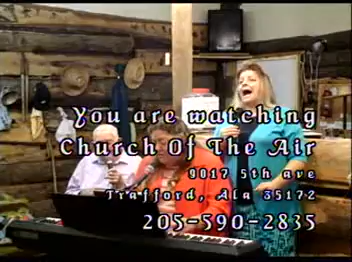 You are watching
Church Of The Air
9017 5th ave
Trafford, Ala 35172
205-590-2835